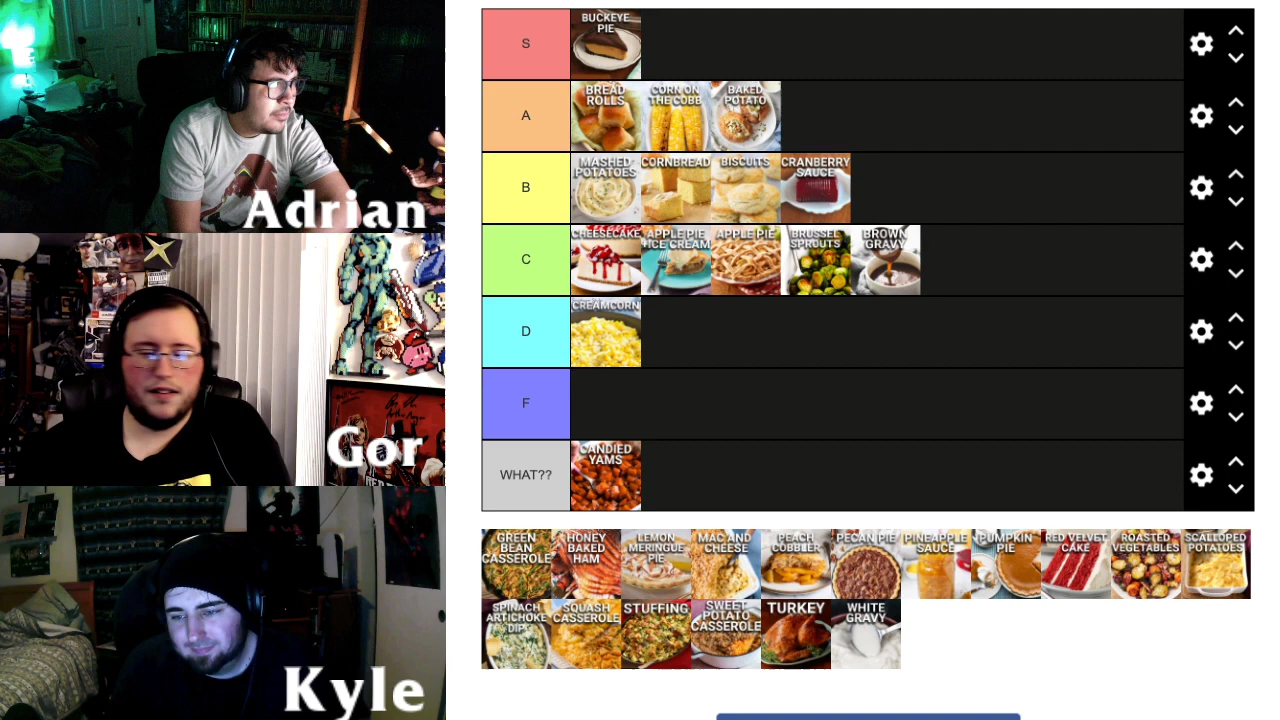 Adrian
Gor
Kyle
S
BUCKEYE
PIE
A
BREAD
ROLLS
CORN ON
THE COBB
BAKED
POTATO
B
MASHED
POTATOES
CORNBREAD
BISCUITS
CRANBERRY
SAUCE
C
CHEESECAKE
APPLE PIE
+ICE CREAM
APPLE PIE
BRUSSEL
SPROUTS
BROWN
GRAVY
D
CREAMCORN
F
WHAT??
CANDIED
YAMS
GREEN
BEAN
CASSEROLE
HONEY
BAKED
HAM
LEMON
MERINGUE
PIE
MAC AND
CHEESE
PEACH
COBBLER
PECAN PIE
PINEAPPLE
SAUCE
PUMPKIN
PIE
RED VELVET
CAKE
ROASTED
VEGETABLES
SCALLOPED
POTATOES
SPINACH
ARTICHOKE
DIP
SQUASH
CASSEROLE
STUFFING
SWEET
POTATO
CASSEROLE
TURKEY
WHITE
GRAVY